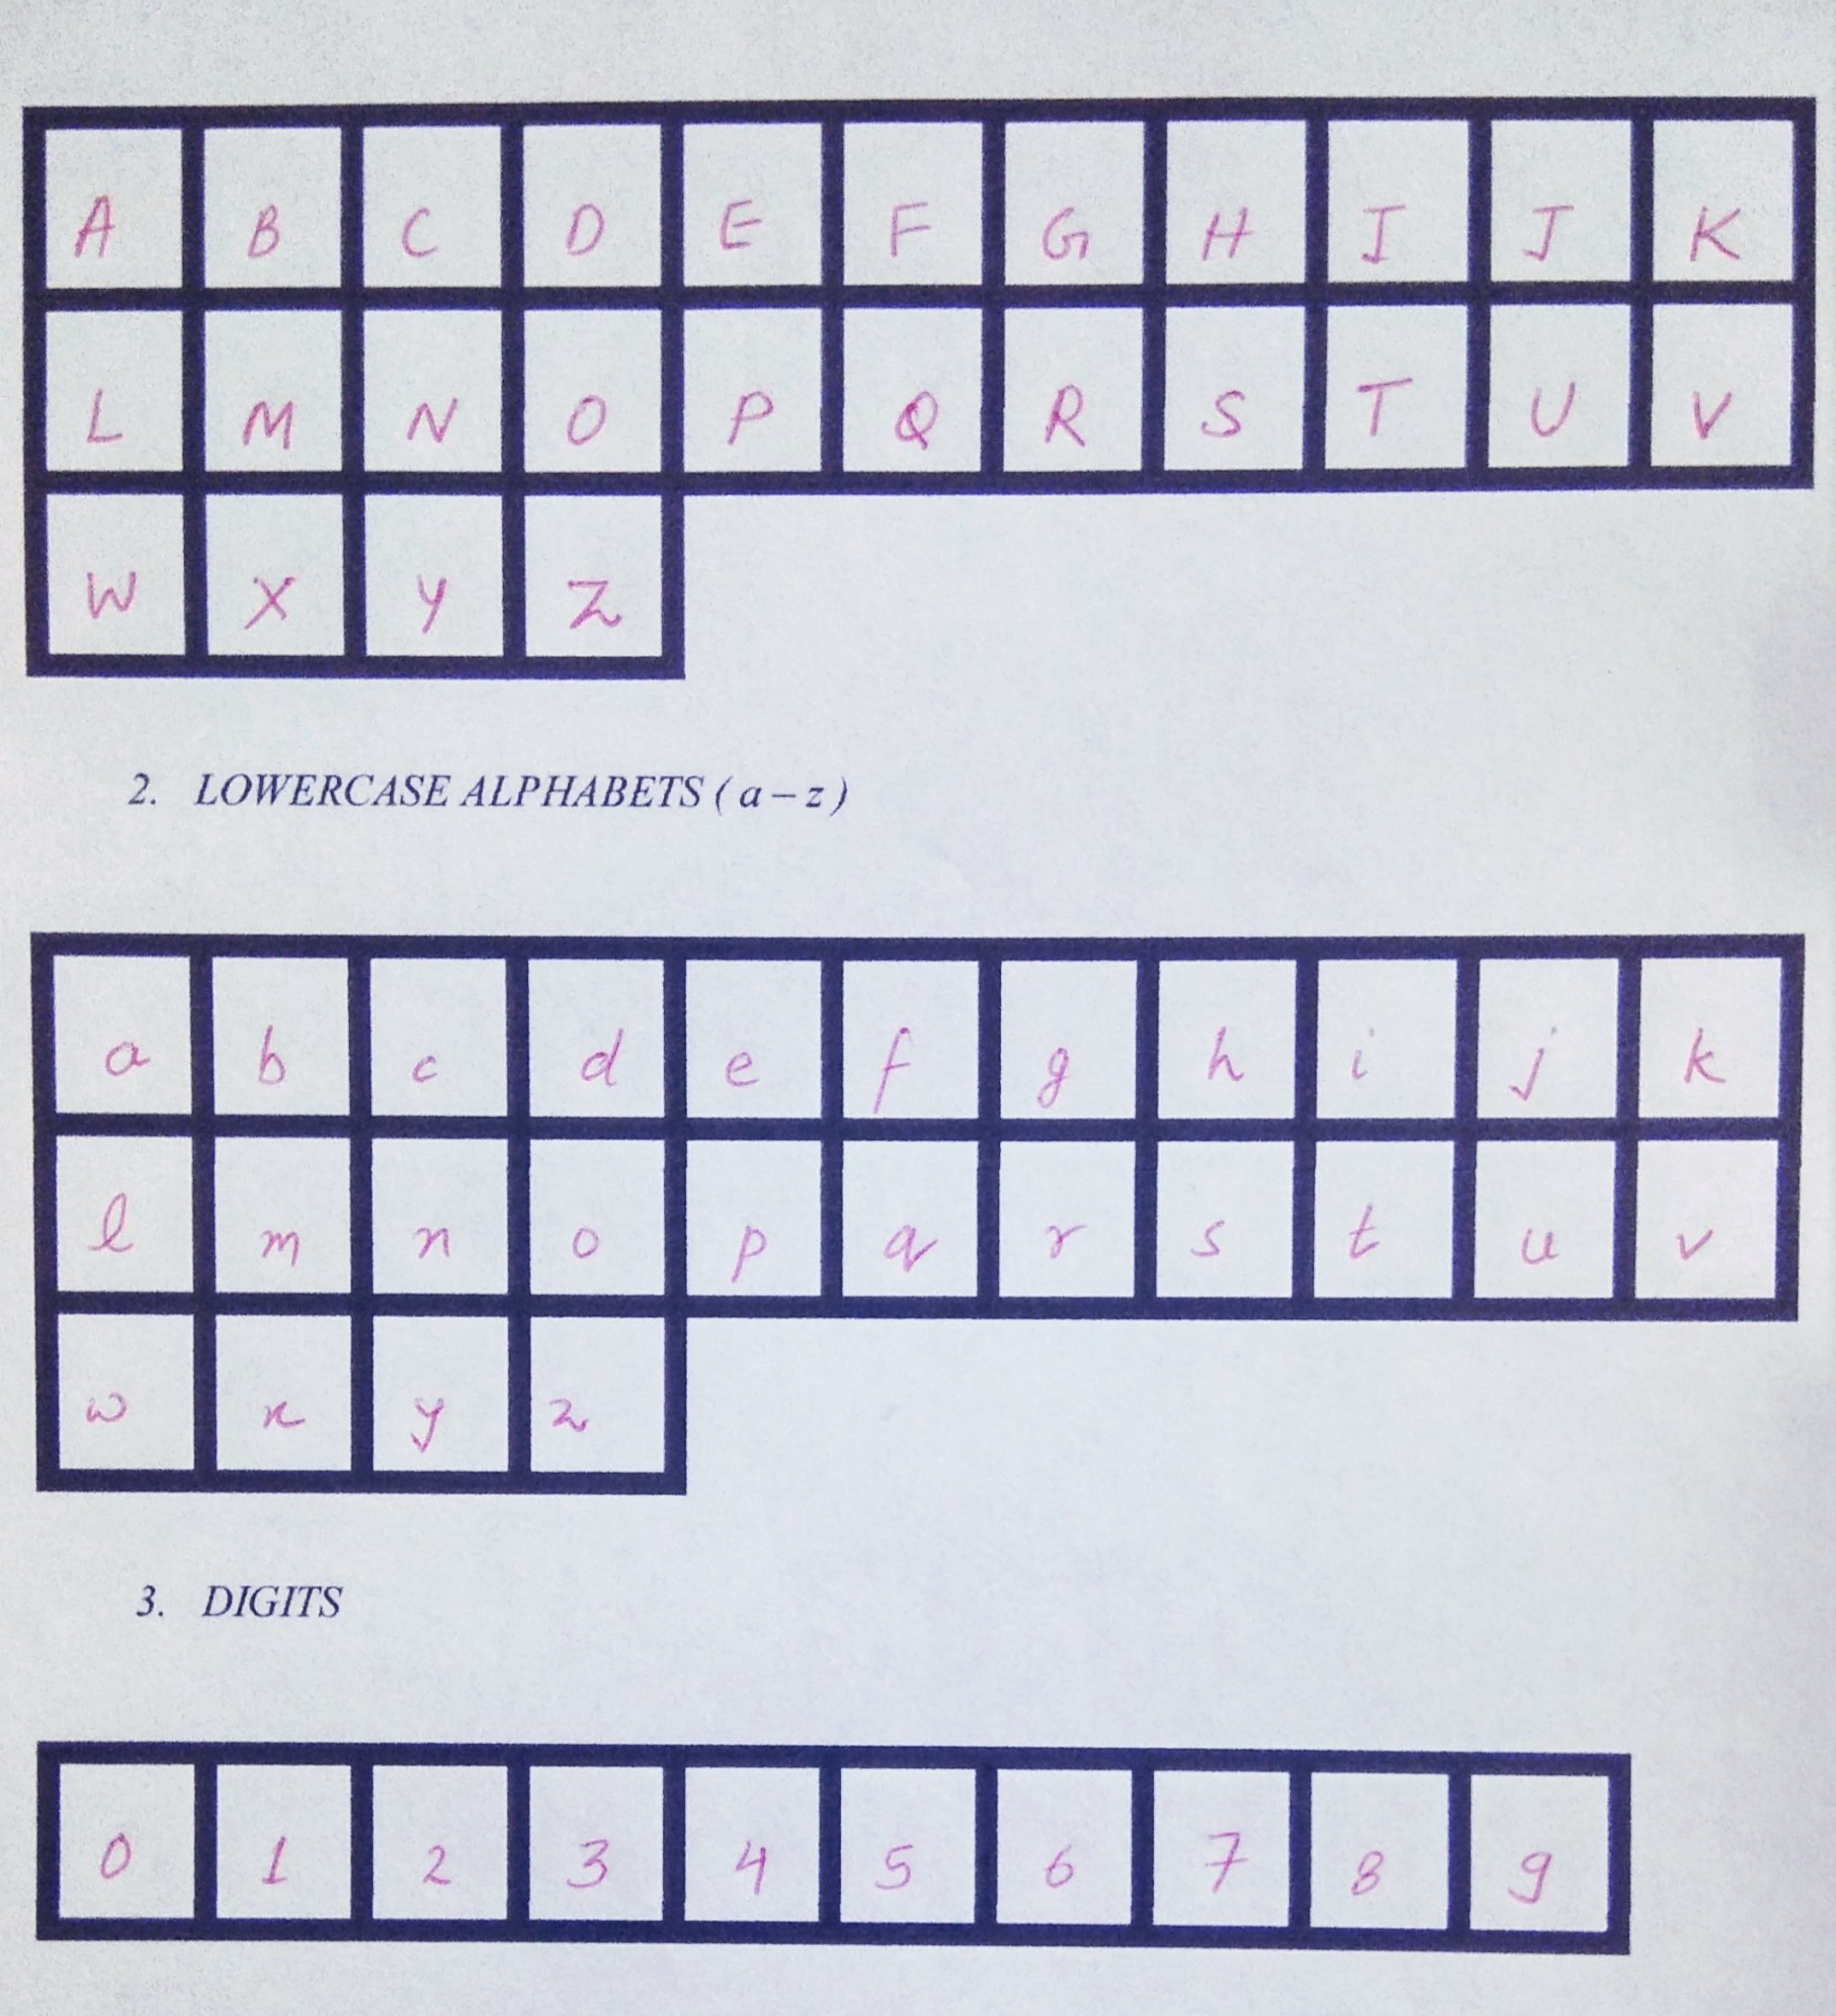 A B C D E F G H I J K
L M N O P Q R S T U V
W X Y Z
2. LOWERCASE ALPHABETS ( a – z )
a b c d e f g h i j k
l m n o p q r s t u v
w x y z
3. DIGITS
0 1 2 3 4 5 6 7 8 9